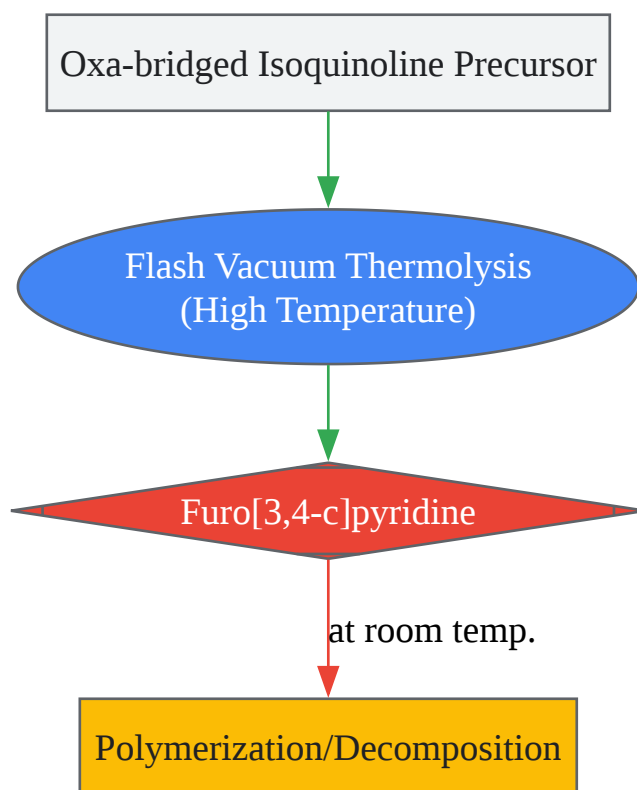 Oxa-bridged Isoquinoline Precursor
Flash Vacuum Thermolysis
(High Temperature)
Furo[3,4-c]pyridine
at room temp.
Polymerization/Decomposition